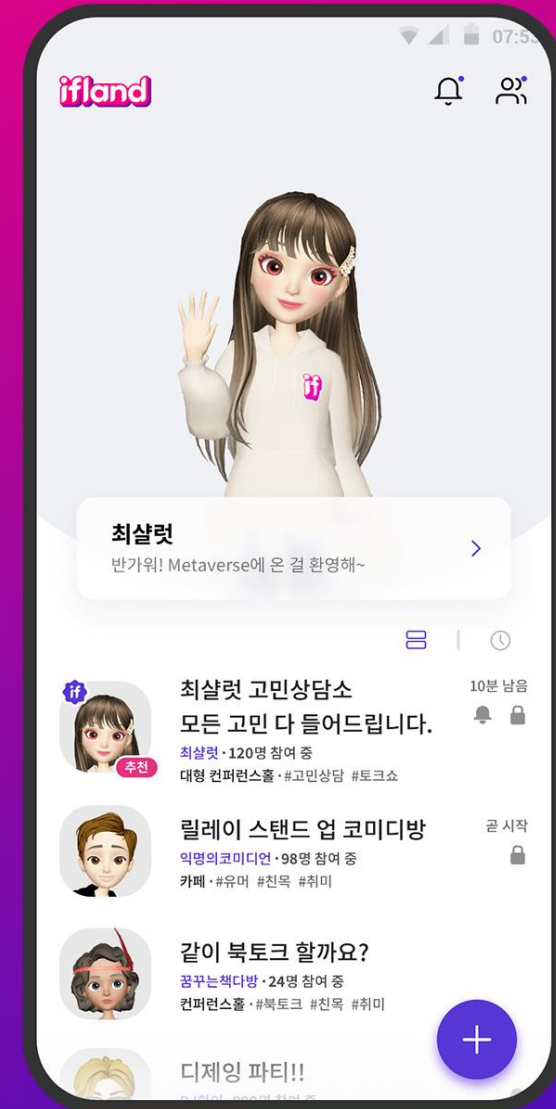 07:53
ifland
if
최샬럿
반가워! Metaverse에 온 걸 환영해~
if
추천
최샬럿 고민상담소
모든 고민 다 들어드립니다.
최샬럿 · 120명 참여 중
대형 컨퍼런스홀 · #고민상담 #토크쇼
10분 남음
릴레이 스탠드 업 코미디방
익명의코미디언 · 98명 참여 중
카페 · #유머 #친목 #취미
곧 시작
같이 북토크 할까요?
꿈꾸는책다방 · 24명 참여 중
컨퍼런스홀 · #북토크 #친목 #취미
디제잉 파티!!